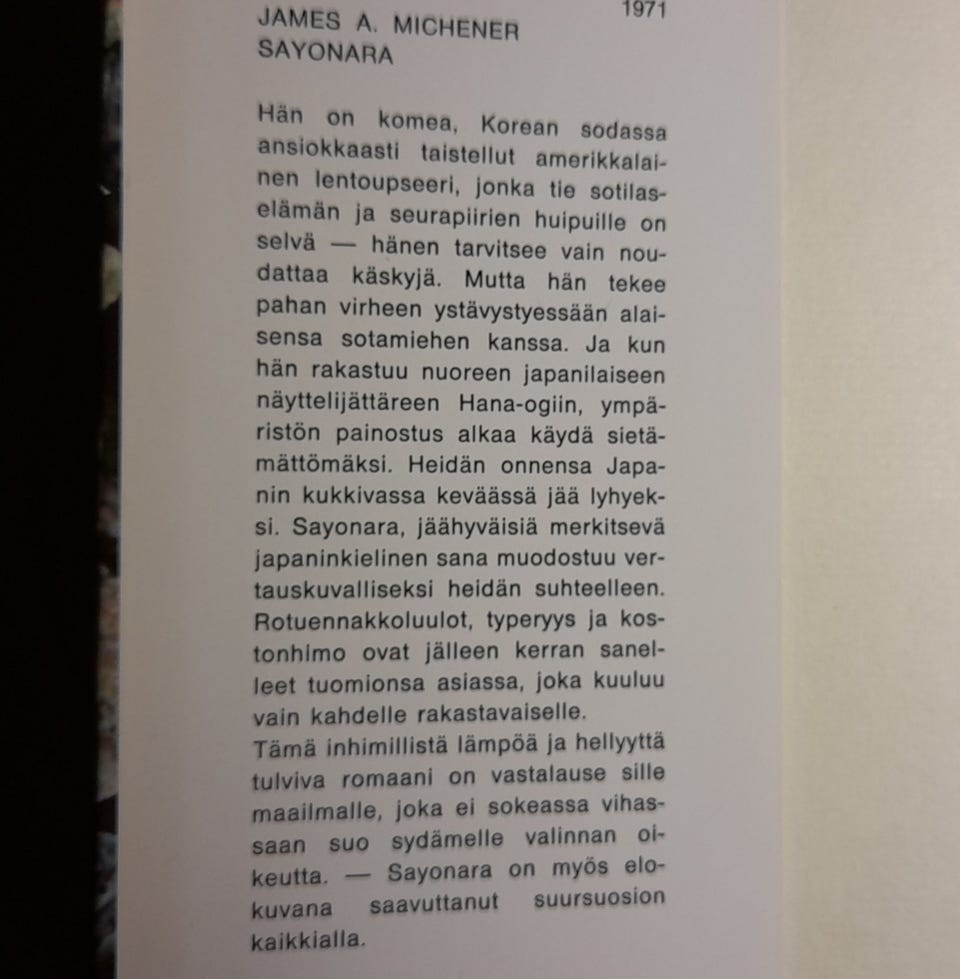 1971
JAMES A. MICHENER
SAYONARA
Hän on komea, Korean sodassa
ansiokkaasti taistellut amerikkalai-
nen lentoupseeri, jonka tie sotilas-
elämän ja seurapiirien huipuille on
selvä — hänen tarvitsee vain nou-
dattaa käskyjä. Mutta hän tekee
pahan virheen ystävystyessään alai-
sensa sotamiehen kanssa. Ja kun
hän rakastuu nuoreen japanilaiseen
näyttelijättäreen Hana-ogiin, ympä-
ristön painostus alkaa käydä sietä-
mättömäksi. Heidän onnensa Japa-
nin kukkivassa keväässä jää lyhyek-
si. Sayonara, jäähyväisiä merkitsevä
japaninkielinen sana muodostuu ver-
tauskuvalliseksi heidän suhteelleen.
Rotuennakkoluulot, typeryys ja kos-
tonhimo ovat jälleen kerran sanel-
leet tuomionsa asiassa, joka kuuluu
vain kahdelle rakastavaiselle.
Tämä inhimillistä lämpöä ja hellyyttä
tulviva romaani on vastalause sille
maailmalle, joka ei sokeassa vihas-
saan suo sydämelle valinnan oi-
keutta. — Sayonara on myös elo-
kuvana saavuttanut suursuosion
kaikkialla.